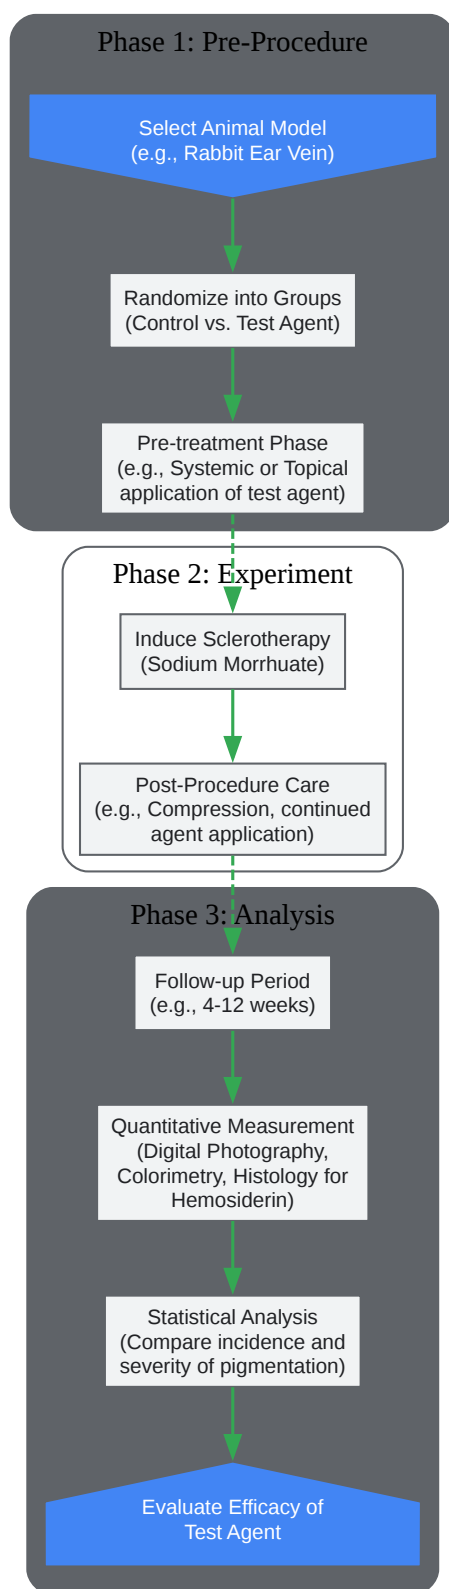 Phase 1: Pre-Procedure
Select Animal Model
(e.g., Rabbit Ear Vein)
Randomize into Groups
(Control vs. Test Agent)
Pre-treatment Phase
(e.g., Systemic or Topical
application of test agent)
Phase 2: Experiment
Induce Sclerotherapy
(Sodium Morrhuate)
Post-Procedure Care
(e.g., Compression, continued
agent application)
Phase 3: Analysis
Follow-up Period
(e.g., 4-12 weeks)
Quantitative Measurement
(Digital Photography,
Colorimetry, Histology for
Hemosiderin)
Statistical Analysis
(Compare incidence and
severity of pigmentation)
Evaluate Efficacy of
Test Agent